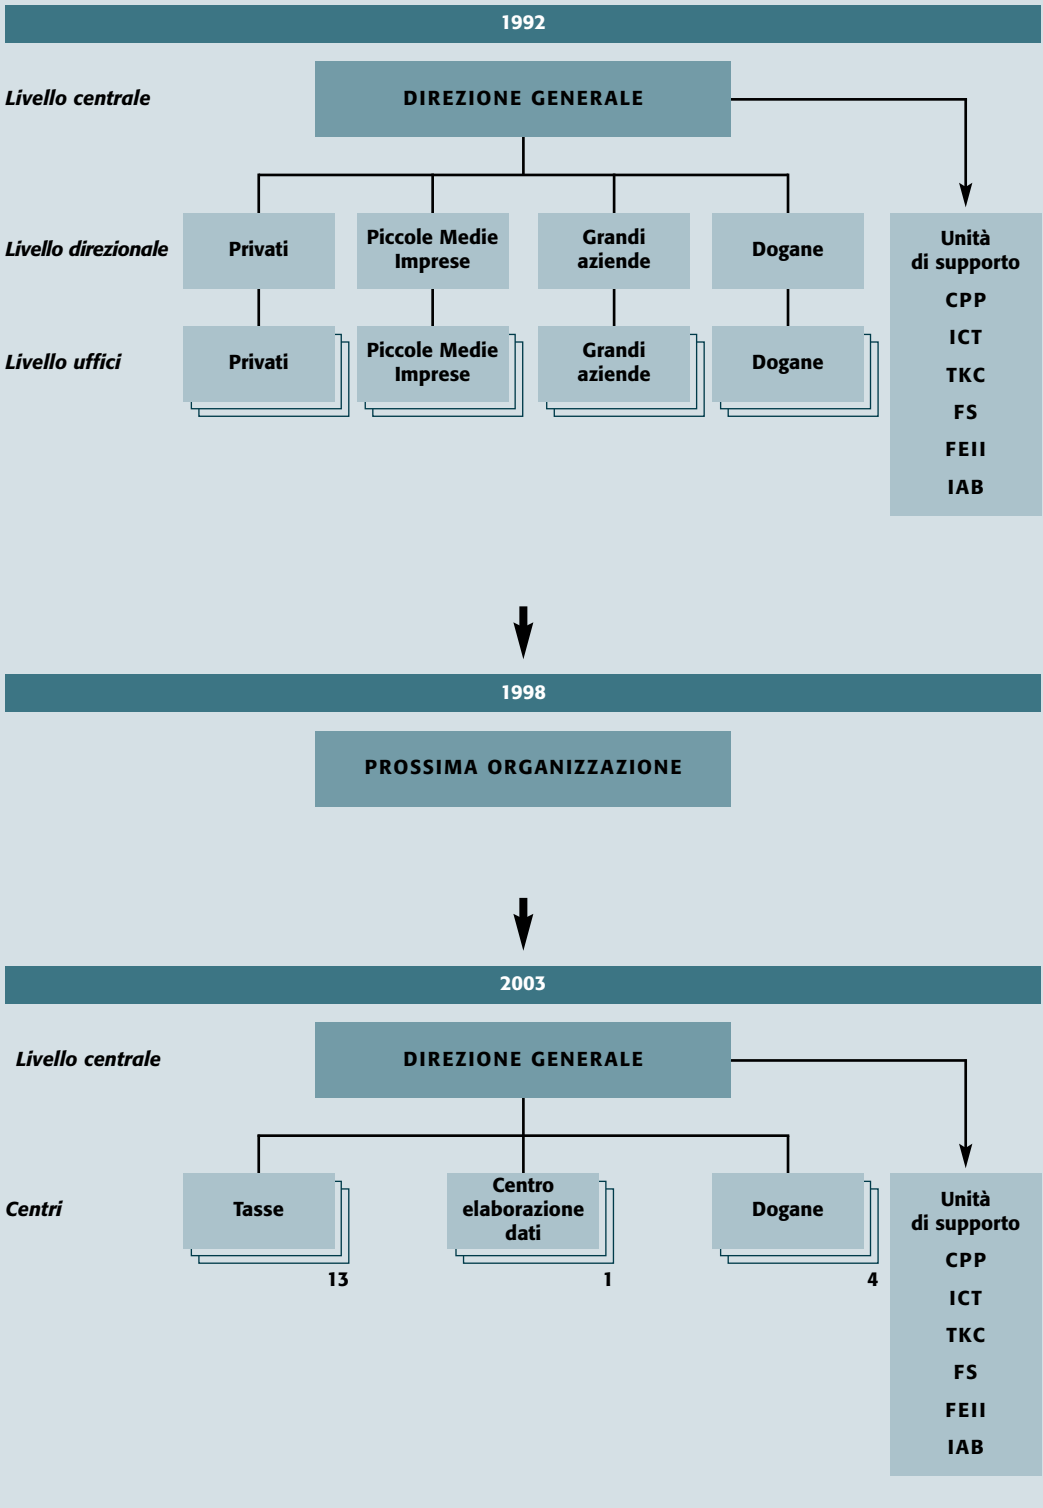 1992
Livello centrale
DIREZIONE GENERALE
Livello direzionale
Privati
Piccole Medie
Imprese
Grandi
aziende
Dogane
Unità
di supporto
CPP
ICT
TKC
FS
FEII
IAB
Livello uffici
Privati
Piccole Medie
Imprese
Grandi
aziende
Dogane
1998
PROSSIMA ORGANIZZAZIONE
2003
Livello centrale
DIREZIONE GENERALE
Centri
Tasse
13
Centro
elaborazione
dati
1
Dogane
4
Unità
di supporto
CPP
ICT
TKC
FS
FEII
IAB